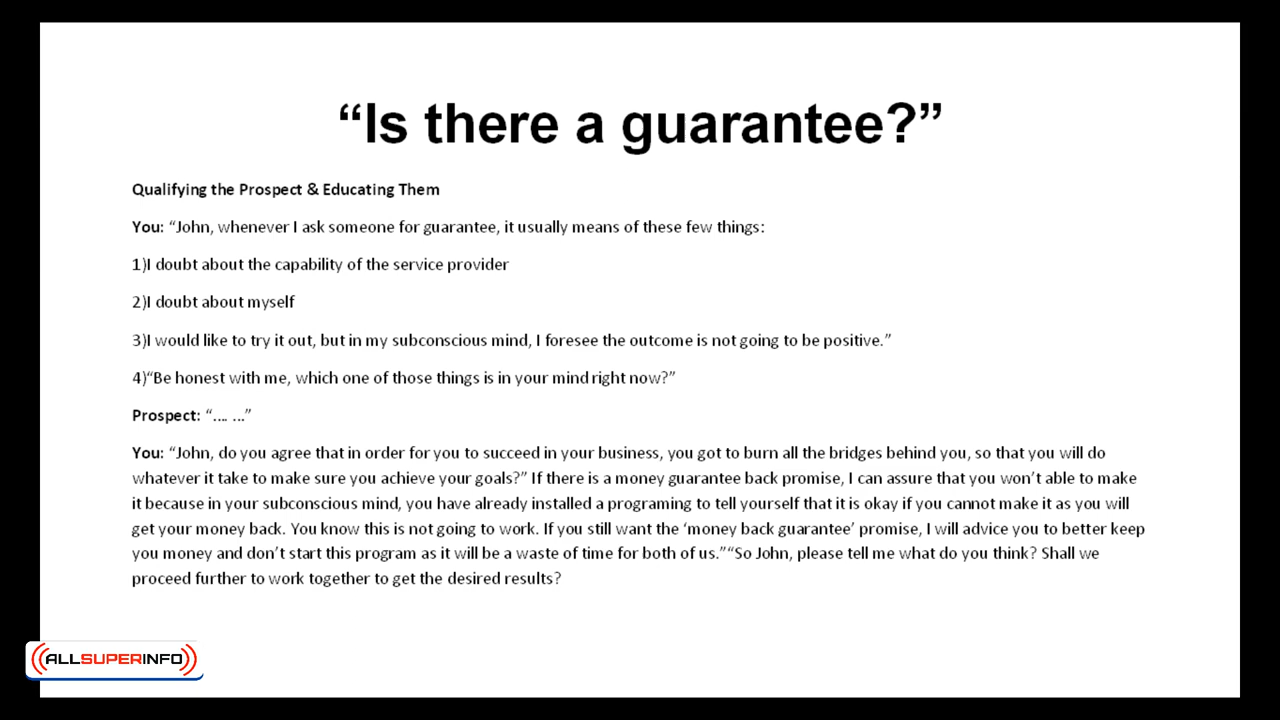 “Is there a guarantee?”
Qualifying the Prospect & Educating Them
You: “John, whenever I ask someone for guarantee, it usually means of these few things:
1)I doubt about the capability of the service provider
2)I doubt about myself
3)I would like to try it out, but in my subconscious mind, I foresee the outcome is not going to be positive.”
4)“Be honest with me, which one of those things is in your mind right now?”
Prospect: “.... ...”
You: “John, do you agree that in order for you to succeed in your business, you got to burn all the bridges behind you, so that you will do
whatever it take to make sure you achieve your goals?” If there is a money guarantee back promise, I can assure that you won’t able to make
it because in your subconscious mind, you have already installed a programing to tell yourself that it is okay if you cannot make it as you will
get your money back. You know this is not going to work. If you still want the ‘money back guarantee’ promise, I will advice you to better keep
you money and don’t start this program as it will be a waste of time for both of us.”“So John, please tell me what do you think? Shall we
proceed further to work together to get the desired results?
ALLSUPERINFO